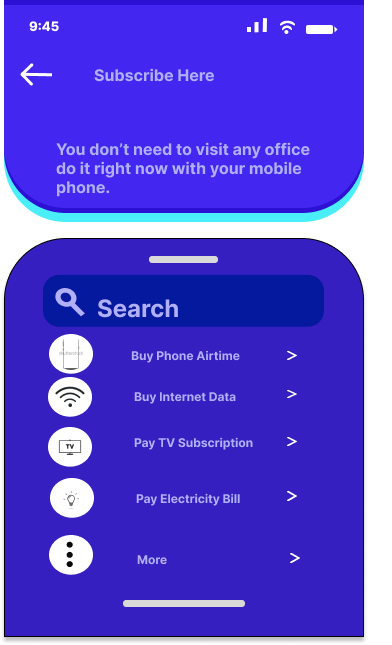 9:45
Subscribe Here
You don’t need to visit any office
do it right now with your mobile
phone.
Search
Buy Phone Airtime
>
Buy Internet Data
>
TV
Pay TV Subscription
>
Pay Electricity Bill
>
More
>